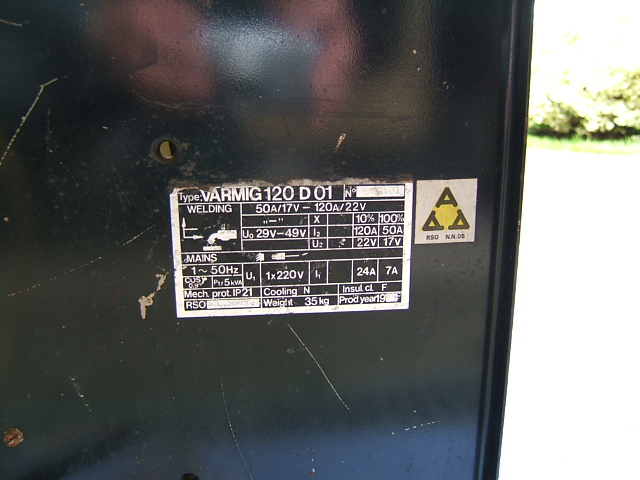 Type: VARMIG 120 D 01 N°
WELDING 50A/17V - 120A/22V
"-" X 10% 100%
U₀ 29V-49V I₂ 120A 50A
U₂ 22V 17V
MAINS
1~50Hz U₁ 1x220V I₁ 24A 7A
Ptr 5kVA
Mech. prot. IP21 Cooling N Insul. cl. F
RSO Weight 35kg Prod year
RSO N.N.05